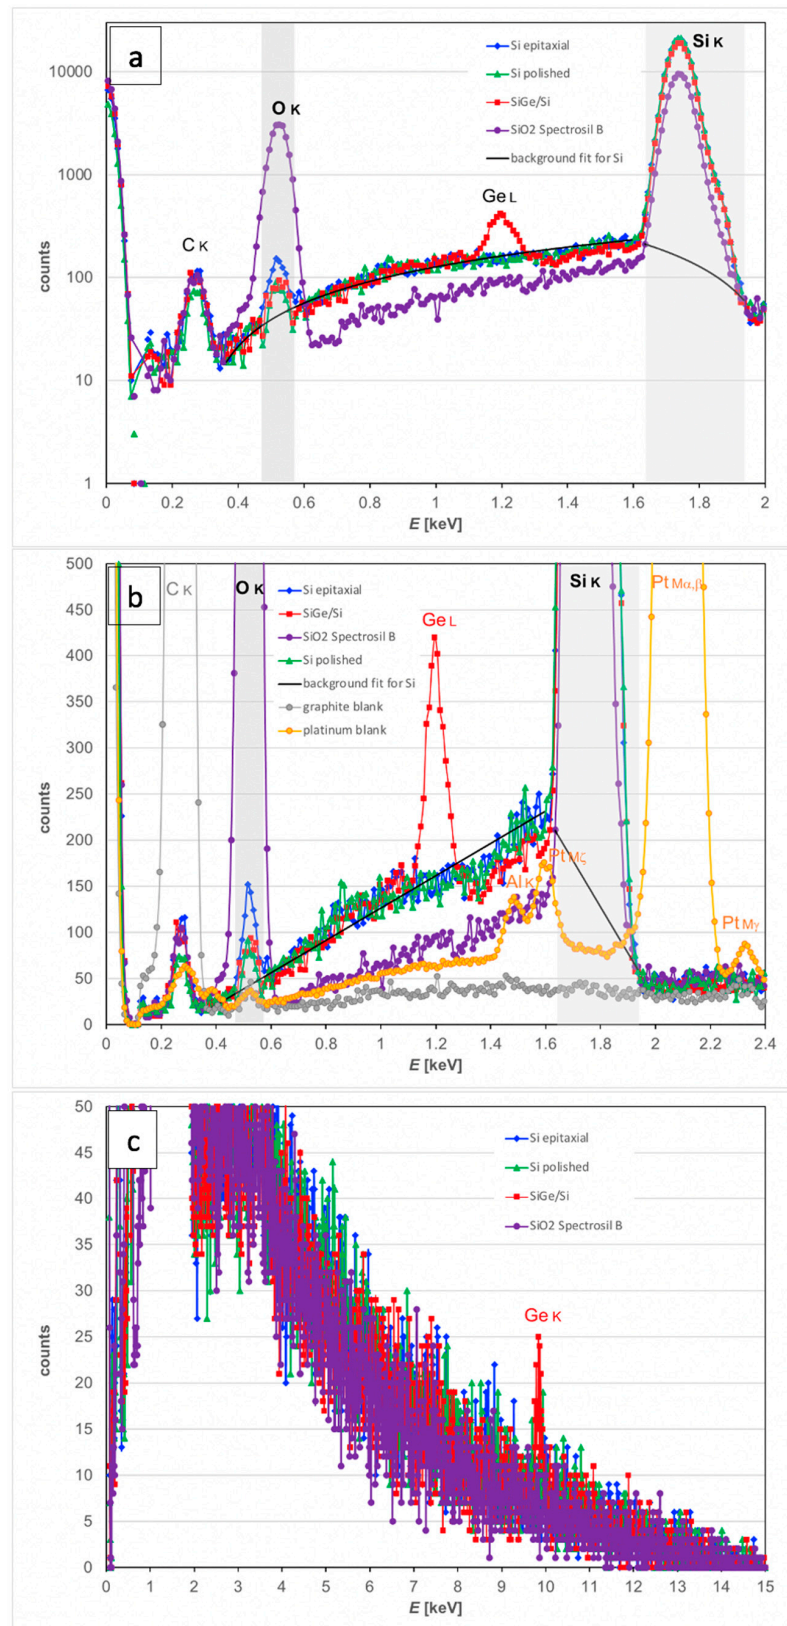 a
Si K
Si epitaxial
Si polished
SiGe/Si
SiO2 Spectrosil B
background fit for Si
O K
Ge L
C K
10000
1000
100
10
1
counts
0 0.2 0.4 0.6 0.8 1 1.2 1.4 1.6 1.8 2
E [keV]
b
C K
O K
Si K
Pt Mα,β
Si epitaxial
SiGe/Si
SiO2 Spectrosil B
Si polished
background fit for Si
graphite blank
platinum blank
Ge L
Pt Mζ
Al K
Pt Mγ
500
450
400
350
300
250
200
150
100
50
0
counts
0 0.2 0.4 0.6 0.8 1 1.2 1.4 1.6 1.8 2 2.2 2.4
E [keV]
c
Si epitaxial
Si polished
SiGe/Si
SiO2 Spectrosil B
Ge K
50
45
40
35
30
25
20
15
10
5
0
counts
0 1 2 3 4 5 6 7 8 9 10 11 12 13 14 15
E [keV]